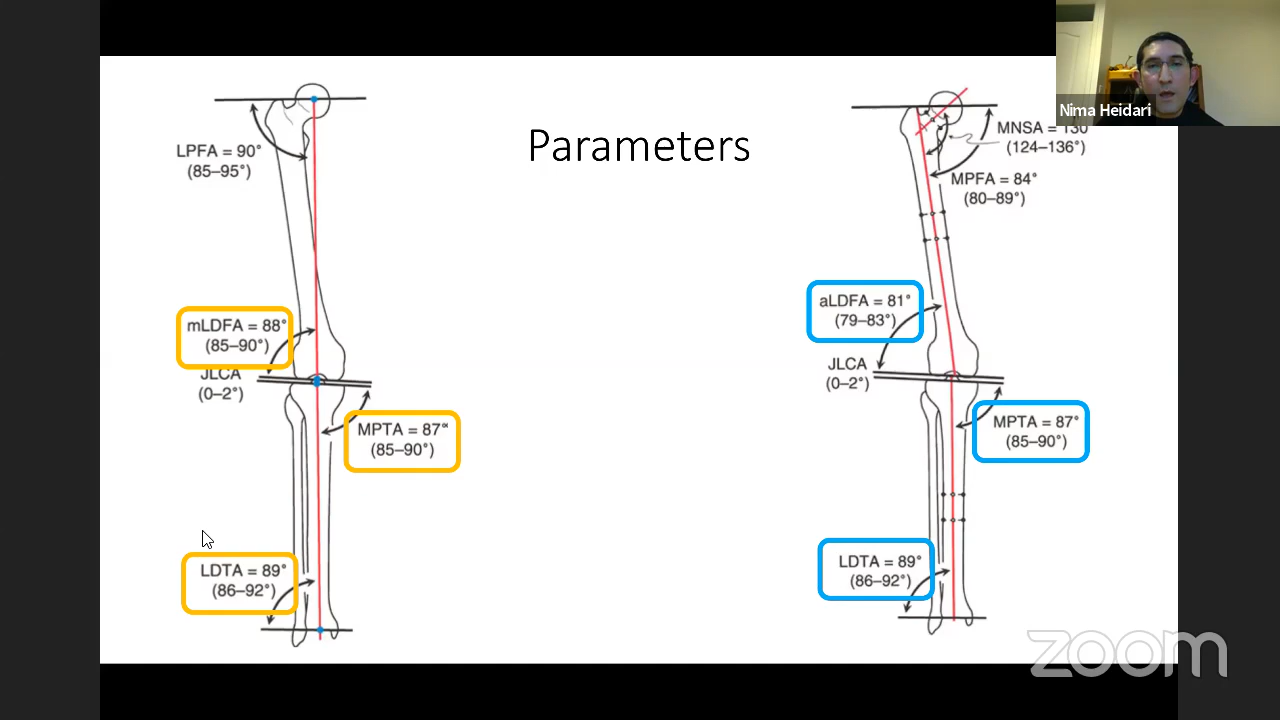 Nima Heidari
Parameters
LPFA = 90°
(85–95°)
mLDFA = 88°
(85–90°)
JLCA
(0–2°)
MPTA = 87°
(85–90°)
LDTA = 89°
(86–92°)
MNSA = 130
(124–136°)
MPFA = 84°
(80–89°)
aLDFA = 81°
(79–83°)
JLCA
(0–2°)
MPTA = 87°
(85–90°)
LDTA = 89°
(86–92°)
zoom